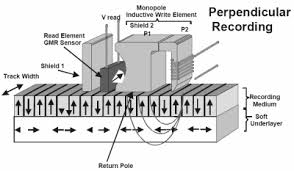 Perpendicular
Recording
Monopole
Inductive Write Element
V read
Shield 2
P1
P2
Read Element
GMR Sensor
Shield 1
Track Width
Recording
Medium
Soft
Underlayer
Return Pole